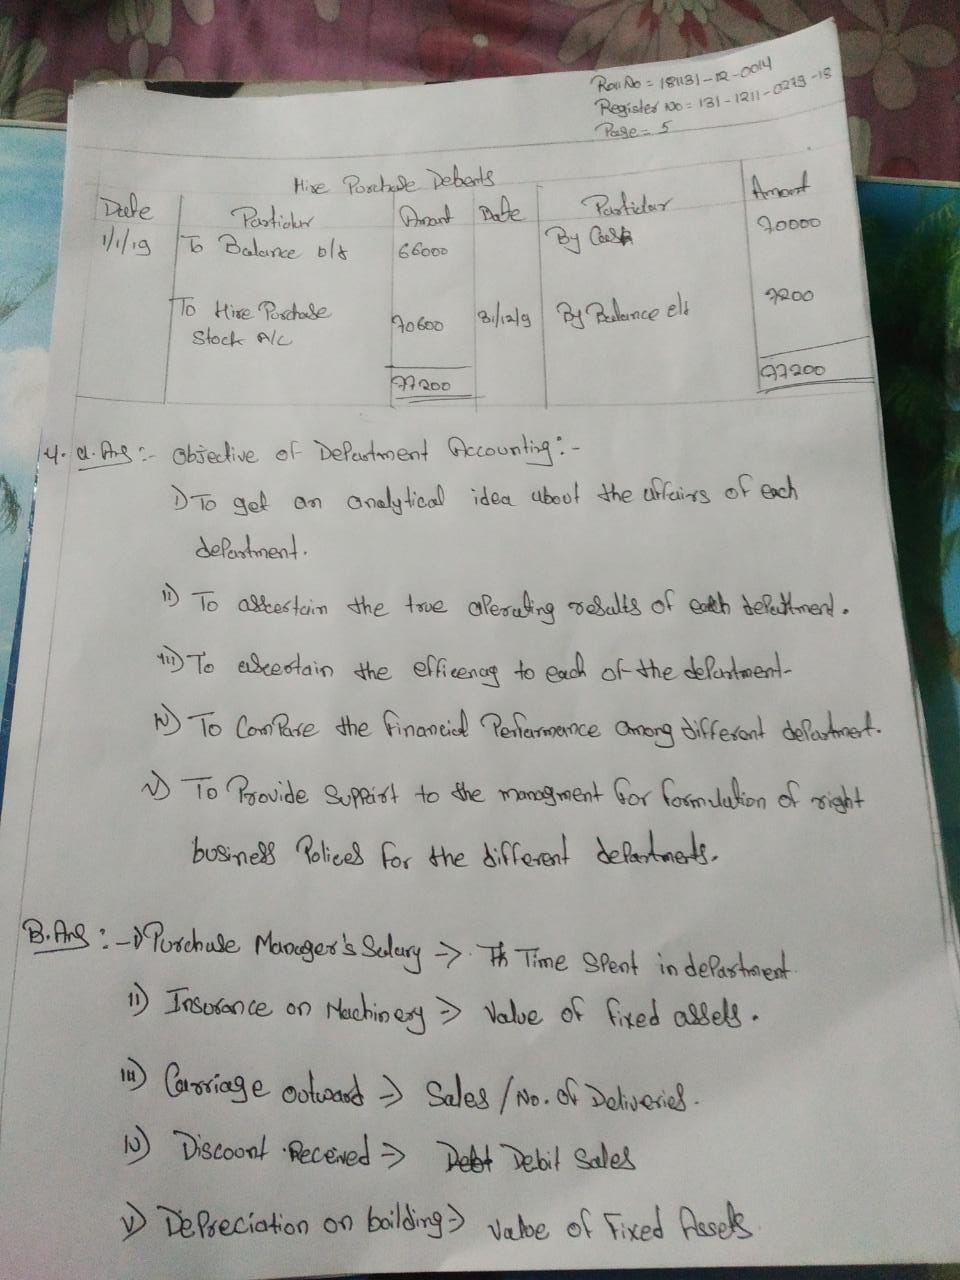 Roll No = 181131-12-0014
Register No = 131-1211-0279-18
Page = 5
Hire Purchase Debents
Date Particular Amount Date Particular Amount
1/1/19 To Balance b/f 66000 By Cash 70000
To Hire Purchase
Stock A/C 70600 31/12/9 By Balance c/d 7200
77200 77200
4. a. Ans :- Objective of Department Accounting :-
i) To get an analytical idea about the affairs of each
department.
ii) To ascertain the true operating results of each department.
iii) To ascertain the efficency to each of the department-
iv) To Compare the financial Performance among different department.
v) To Provide Support to the managment for formulation of right
business Polices for the different departments.
B. Ans :- i) Purchase Manager's Salary → Time Spent in department.
ii) Insurance on Machinery → Value of fixed assets.
iii) Carriage outward → Sales / No. of Deliveries.
iv) Discount Received → Debit Sales
v) Depreciation on building → Value of Fixed Assets.